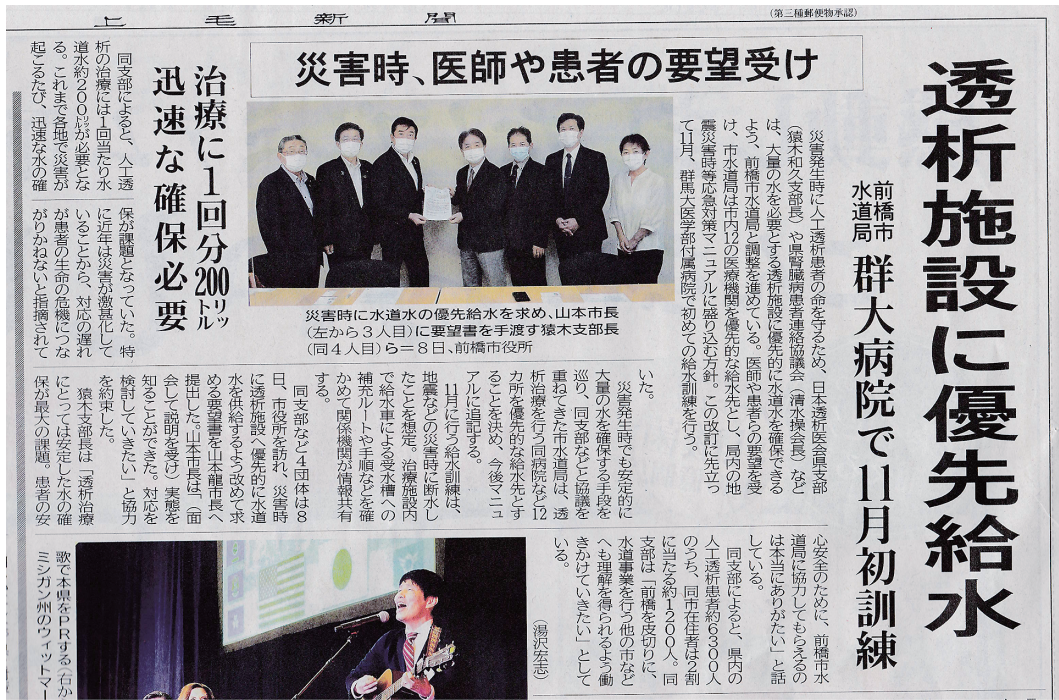 上毛新聞
(第三種郵便物承認)
透析施設に優先給水
前橋市
水道局
群大病院で11月初訓練
災害時、医師や患者の要望受け
災害発生時に人工透析患者の命を守るため、日本透析医会県支部
(猿木和久支部長)や県腎臓病患者連絡協議会(清水操会長)など
は、大量の水を必要とする透析施設に優先的に水道水を確保できる
よう、前橋市水道局と調整を進めている。医師や患者らの要望を受
け、市水道局は市内12の医療機関を優先的な給水先とし、局内の地
震災害時等応急対策マニュアルに盛り込む方針。この改訂に先立っ
て11月、群馬大医学部付属病院で初めての給水訓練を行う。
災害時に水道水の優先給水を求め、山本市長
(左から3人目)に要望書を手渡す猿木支部長
(同4人目)ら=8日、前橋市役所
治療に1回分200リットル
迅速な確保必要
同支部によると、人工透
析の治療には1回当たり水
道水約200リットルが必要とな
る。これまで各地で災害が
起こるたび、迅速な水の確
保が課題となっていた。特
に近年は災害が激甚化して
いることから、対応の遅れ
が患者の生命の危機につな
がりかねないと指摘されて
いた。
災害発生時でも安定的に
大量の水を確保する手段を
巡り、同支部などと協議を
重ねてきた市水道局は、透
析治療を行う同病院など12
カ所を優先的な給水先とす
ることを決め、今後マニュ
アルに追記する。
11月に行う給水訓練は、
地震などの災害時に断水し
たことを想定。治療施設内
で給水車による受水槽への
補充ルートや手順などを確
かめて、関係機関が情報共有
する。
同支部など4団体は8
日、市役所を訪れ、災害時
に透析施設へ優先的に水道
水を供給するよう改めて求
める要望書を山本龍市長へ
提出した。山本市長は、「面
会して説明を受け)実態を
知ることができた。対応を
検討していきたい」と協力
を約束した。
猿木支部長は「透析治療
にとっては安定した水の確
保が最大の課題。患者の安
心安全のために、前橋市水
道局に協力してもらえるの
は本当にありがたい」と話
している。
同支部によると、県内の
人工透析患者約6300人
のうち、同市在住者は2割
に当たる約1200人。同
支部は「前橋を皮切りに、
水道事業を行う他の市など
へも理解を得られるよう働
きかけていきたい」として
いる。
(湯沢宏志)
歌で本県をPRする(右か
ミシガン州のウィットマー